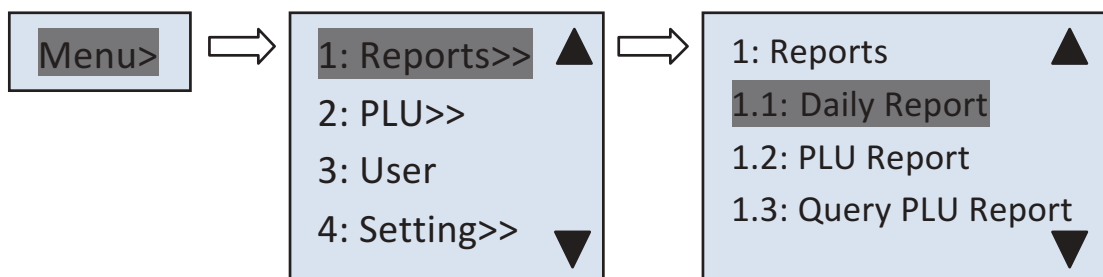 Menu>
1: Reports>>
2: PLU>>
3: User
4: Setting>>
1: Reports
1.1: Daily Report
1.2: PLU Report
1.3: Query PLU Report